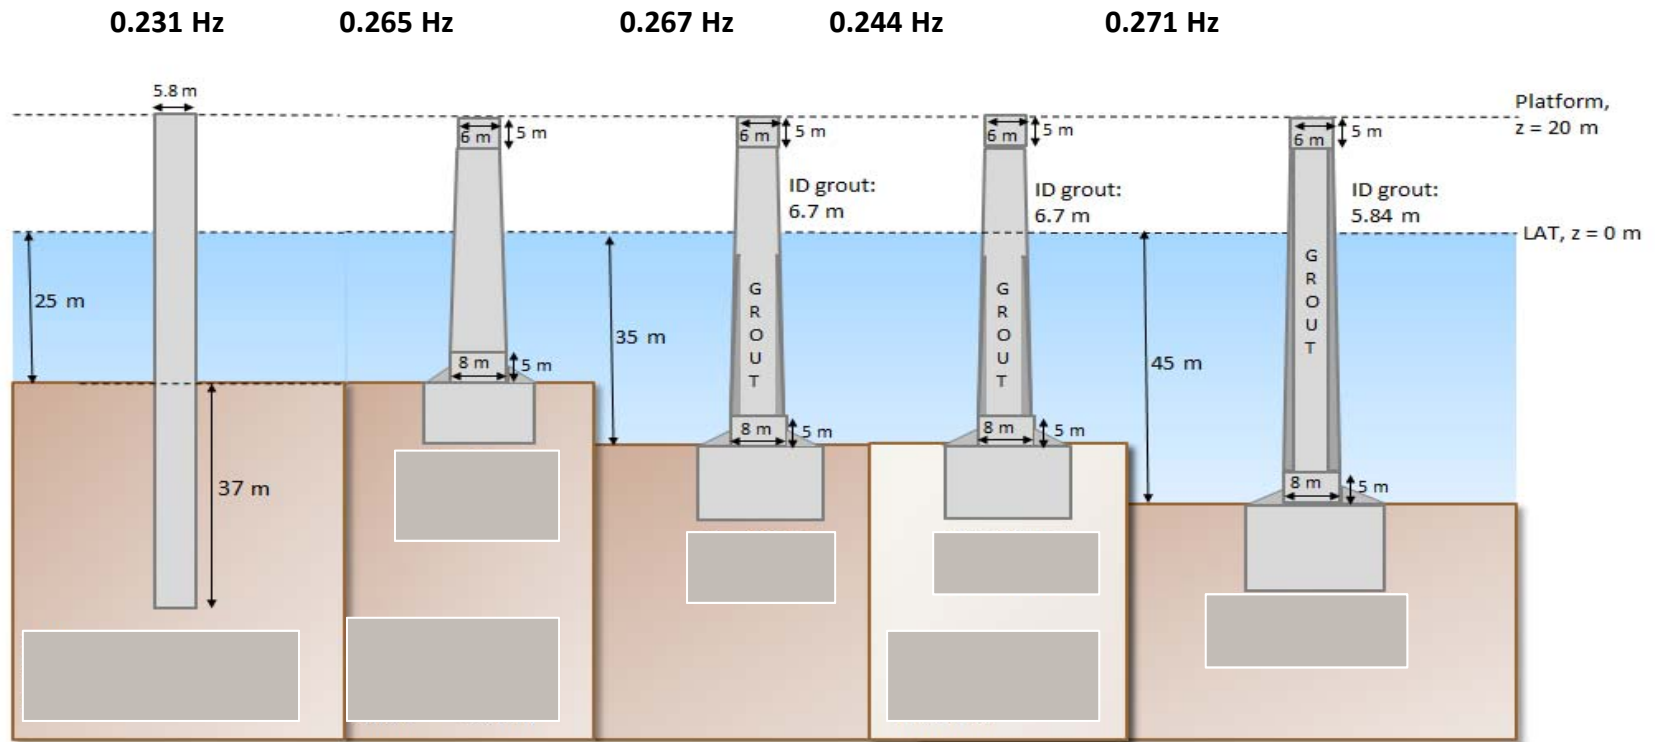 0.231 Hz
0.265 Hz
0.267 Hz
0.244 Hz
0.271 Hz
5.8 m
6 m
5 m
6 m
5 m
6 m
5 m
6 m
5 m
Platform,
z = 20 m
ID grout:
6.7 m
ID grout:
6.7 m
ID grout:
5.84 m
LAT, z = 0 m
25 m
35 m
45 m
GROUT
GROUT
GROUT
8 m
5 m
8 m
5 m
8 m
5 m
8 m
5 m
37 m